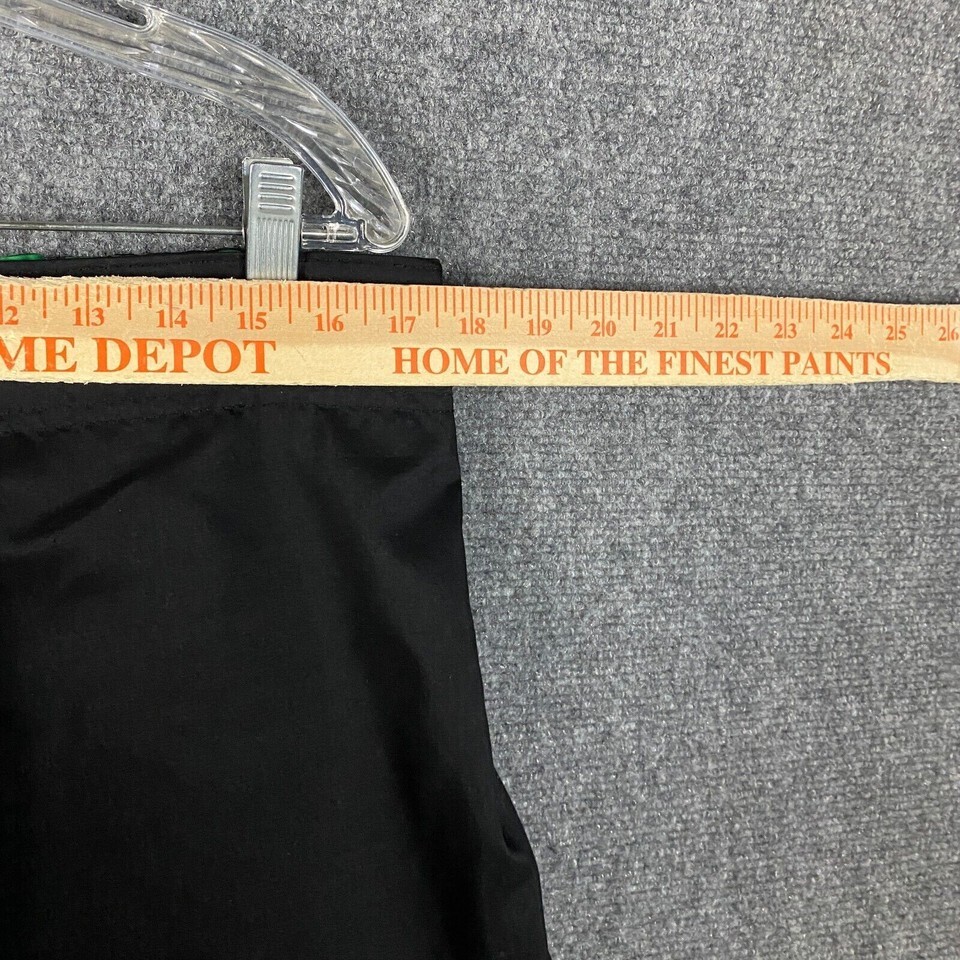 12 13 14 15 16 17 18 19 20 21 22 23 24 25 26
ME DEPOT HOME OF THE FINEST PAINTS